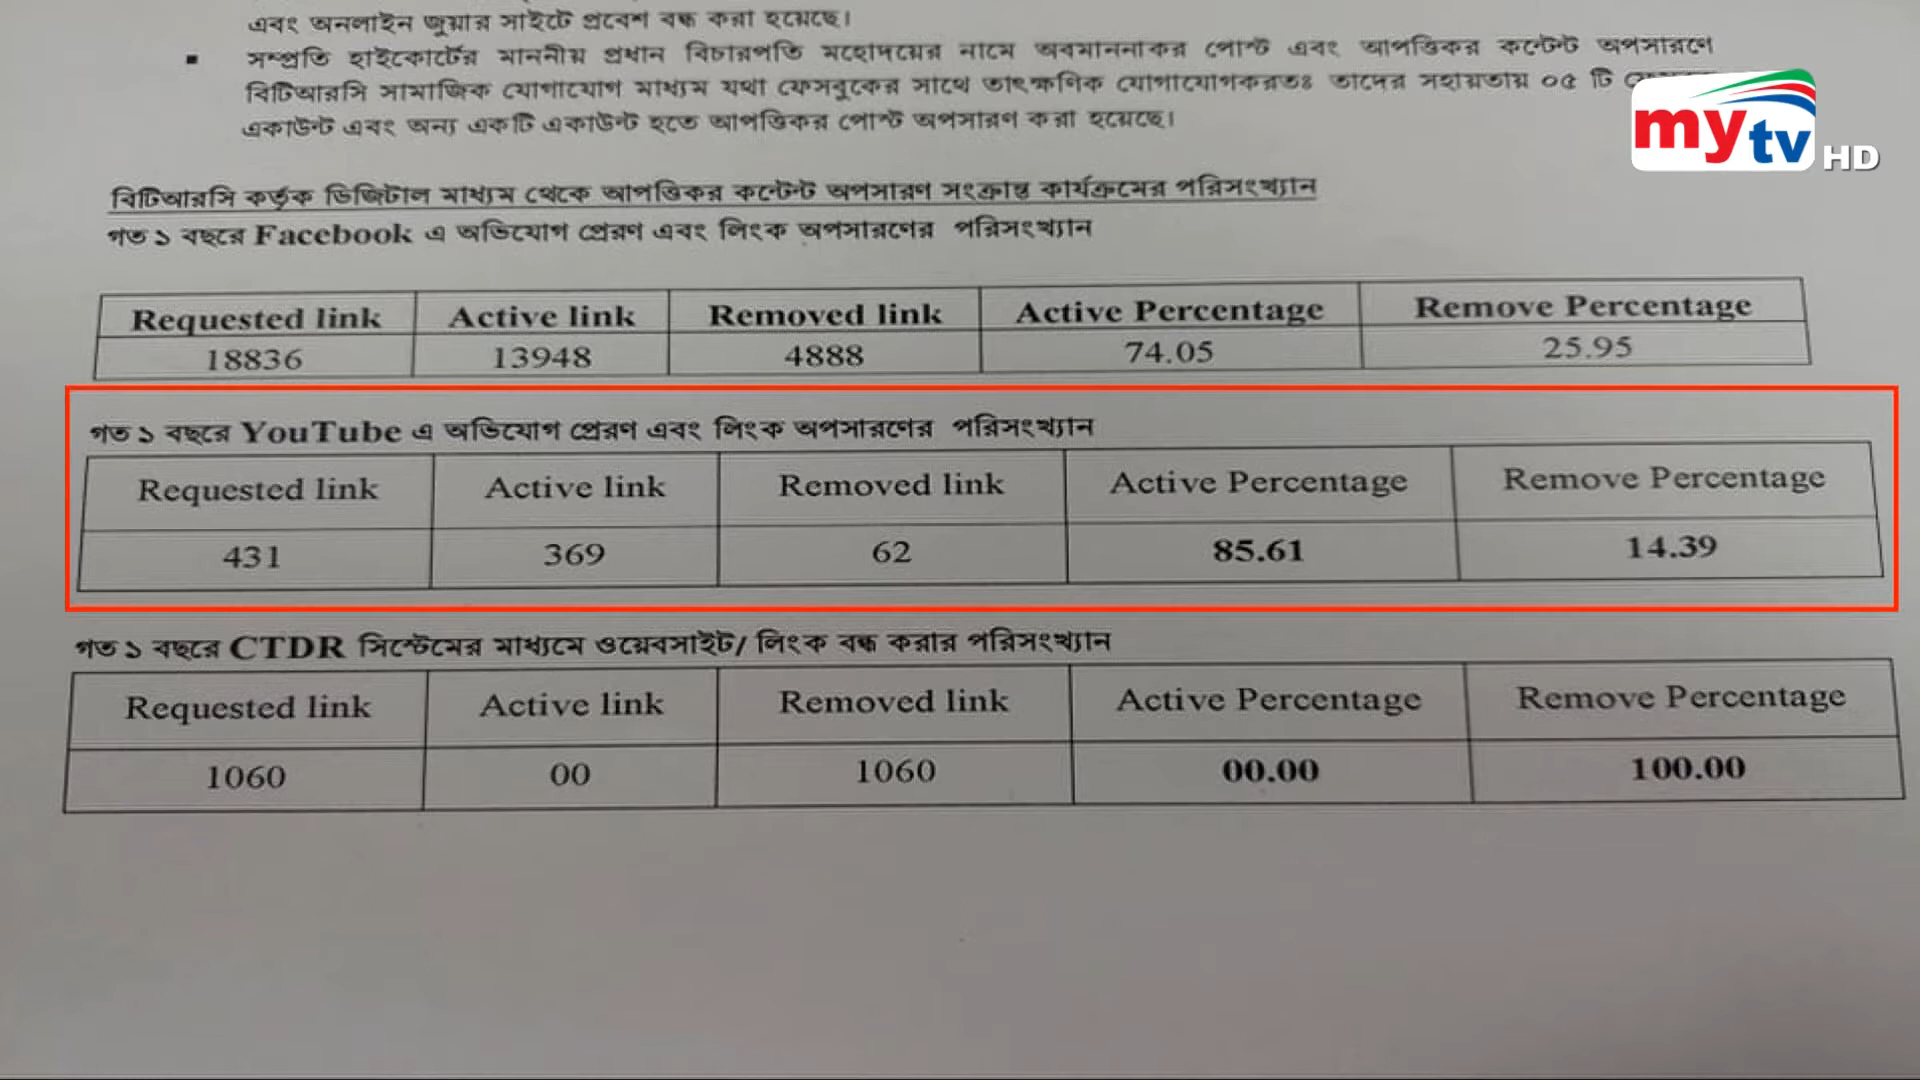 এবং অনলাইন জুয়ার সাইটে প্রবেশ বন্ধ করা হয়েছে।
▪ সম্প্রতি হাইকোর্টের মাননীয় প্রধান বিচারপতি মহোদয়ের নামে অবমাননাকর পোস্ট এবং আপত্তিকর কন্টেন্ট অপসারণে
বিটিআরসি সামাজিক যোগাযোগ মাধ্যম যথা ফেসবুকের সাথে তাৎক্ষণিক যোগাযোগকরতঃ তাদের সহায়তায় ০৫ টি
একাউন্ট এবং অন্য একটি একাউন্ট হতে আপত্তিকর পোস্ট অপসারণ করা হয়েছে।
my tv HD
বিটিআরসি কর্তৃক ডিজিটাল মাধ্যম থেকে আপত্তিকর কন্টেন্ট অপসারণ সংক্রান্ত কার্যক্রমের পরিসংখ্যান
গত ১ বছরে Facebook এ অভিযোগ প্রেরণ এবং লিংক অপসারণের পরিসংখ্যান
Requested link Active link Removed link Active Percentage Remove Percentage
18836 13948 4888 74.05 25.95
গত ১ বছরে YouTube এ অভিযোগ প্রেরণ এবং লিংক অপসারণের পরিসংখ্যান
Requested link Active link Removed link Active Percentage Remove Percentage
431 369 62 85.61 14.39
গত ১ বছরে CTDR সিস্টেমের মাধ্যমে ওয়েবসাইট/ লিংক বন্ধ করার পরিসংখ্যান
Requested link Active link Removed link Active Percentage Remove Percentage
1060 00 1060 00.00 100.00